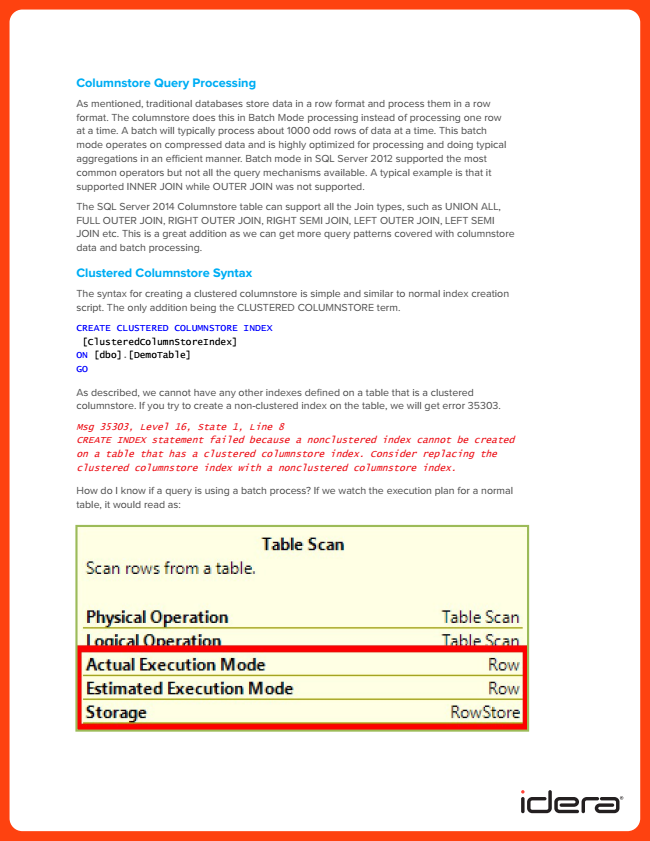 Columnstore Query Processing
As mentioned, traditional databases store data in a row format and process them in a row
format. The columnstore does this in Batch Mode processing instead of processing one row
at a time. A batch will typically process about 1000 odd rows of data at a time. This batch
mode operates on compressed data and is highly optimized for processing and doing typical
aggregations in an efficient manner. Batch mode in SQL Server 2012 supported the most
common operators but not all the query mechanisms available. A typical example is that it
supported INNER JOIN while OUTER JOIN was not supported.
The SQL Server 2014 Columnstore table can support all the Join types, such as UNION ALL,
FULL OUTER JOIN, RIGHT OUTER JOIN, RIGHT SEMI JOIN, LEFT OUTER JOIN, LEFT SEMI
JOIN etc. This is a great addition as we can get more query patterns covered with columnstore
data and batch processing.
Clustered Columnstore Syntax
The syntax for creating a clustered columnstore is simple and similar to normal index creation
script. The only addition being the CLUSTERED COLUMNSTORE term.
CREATE CLUSTERED COLUMNSTORE INDEX
[ClusteredColumnStoreIndex]
ON [dbo].[DemoTable]
GO
As described, we cannot have any other indexes defined on a table that is a clustered
columnstore. If you try to create a non-clustered index on the table, we will get error 35303.
Msg 35303, Level 16, State 1, Line 8
CREATE INDEX statement failed because a nonclustered index cannot be created
on a table that has a clustered columnstore index. Consider replacing the
clustered columnstore index with a nonclustered columnstore index.
How do I know if a query is using a batch process? If we watch the execution plan for a normal
table, it would read as:
Table Scan
Scan rows from a table.
Physical Operation Table Scan
Logical Operation Table Scan
Actual Execution Mode Row
Estimated Execution Mode Row
Storage RowStore
idera